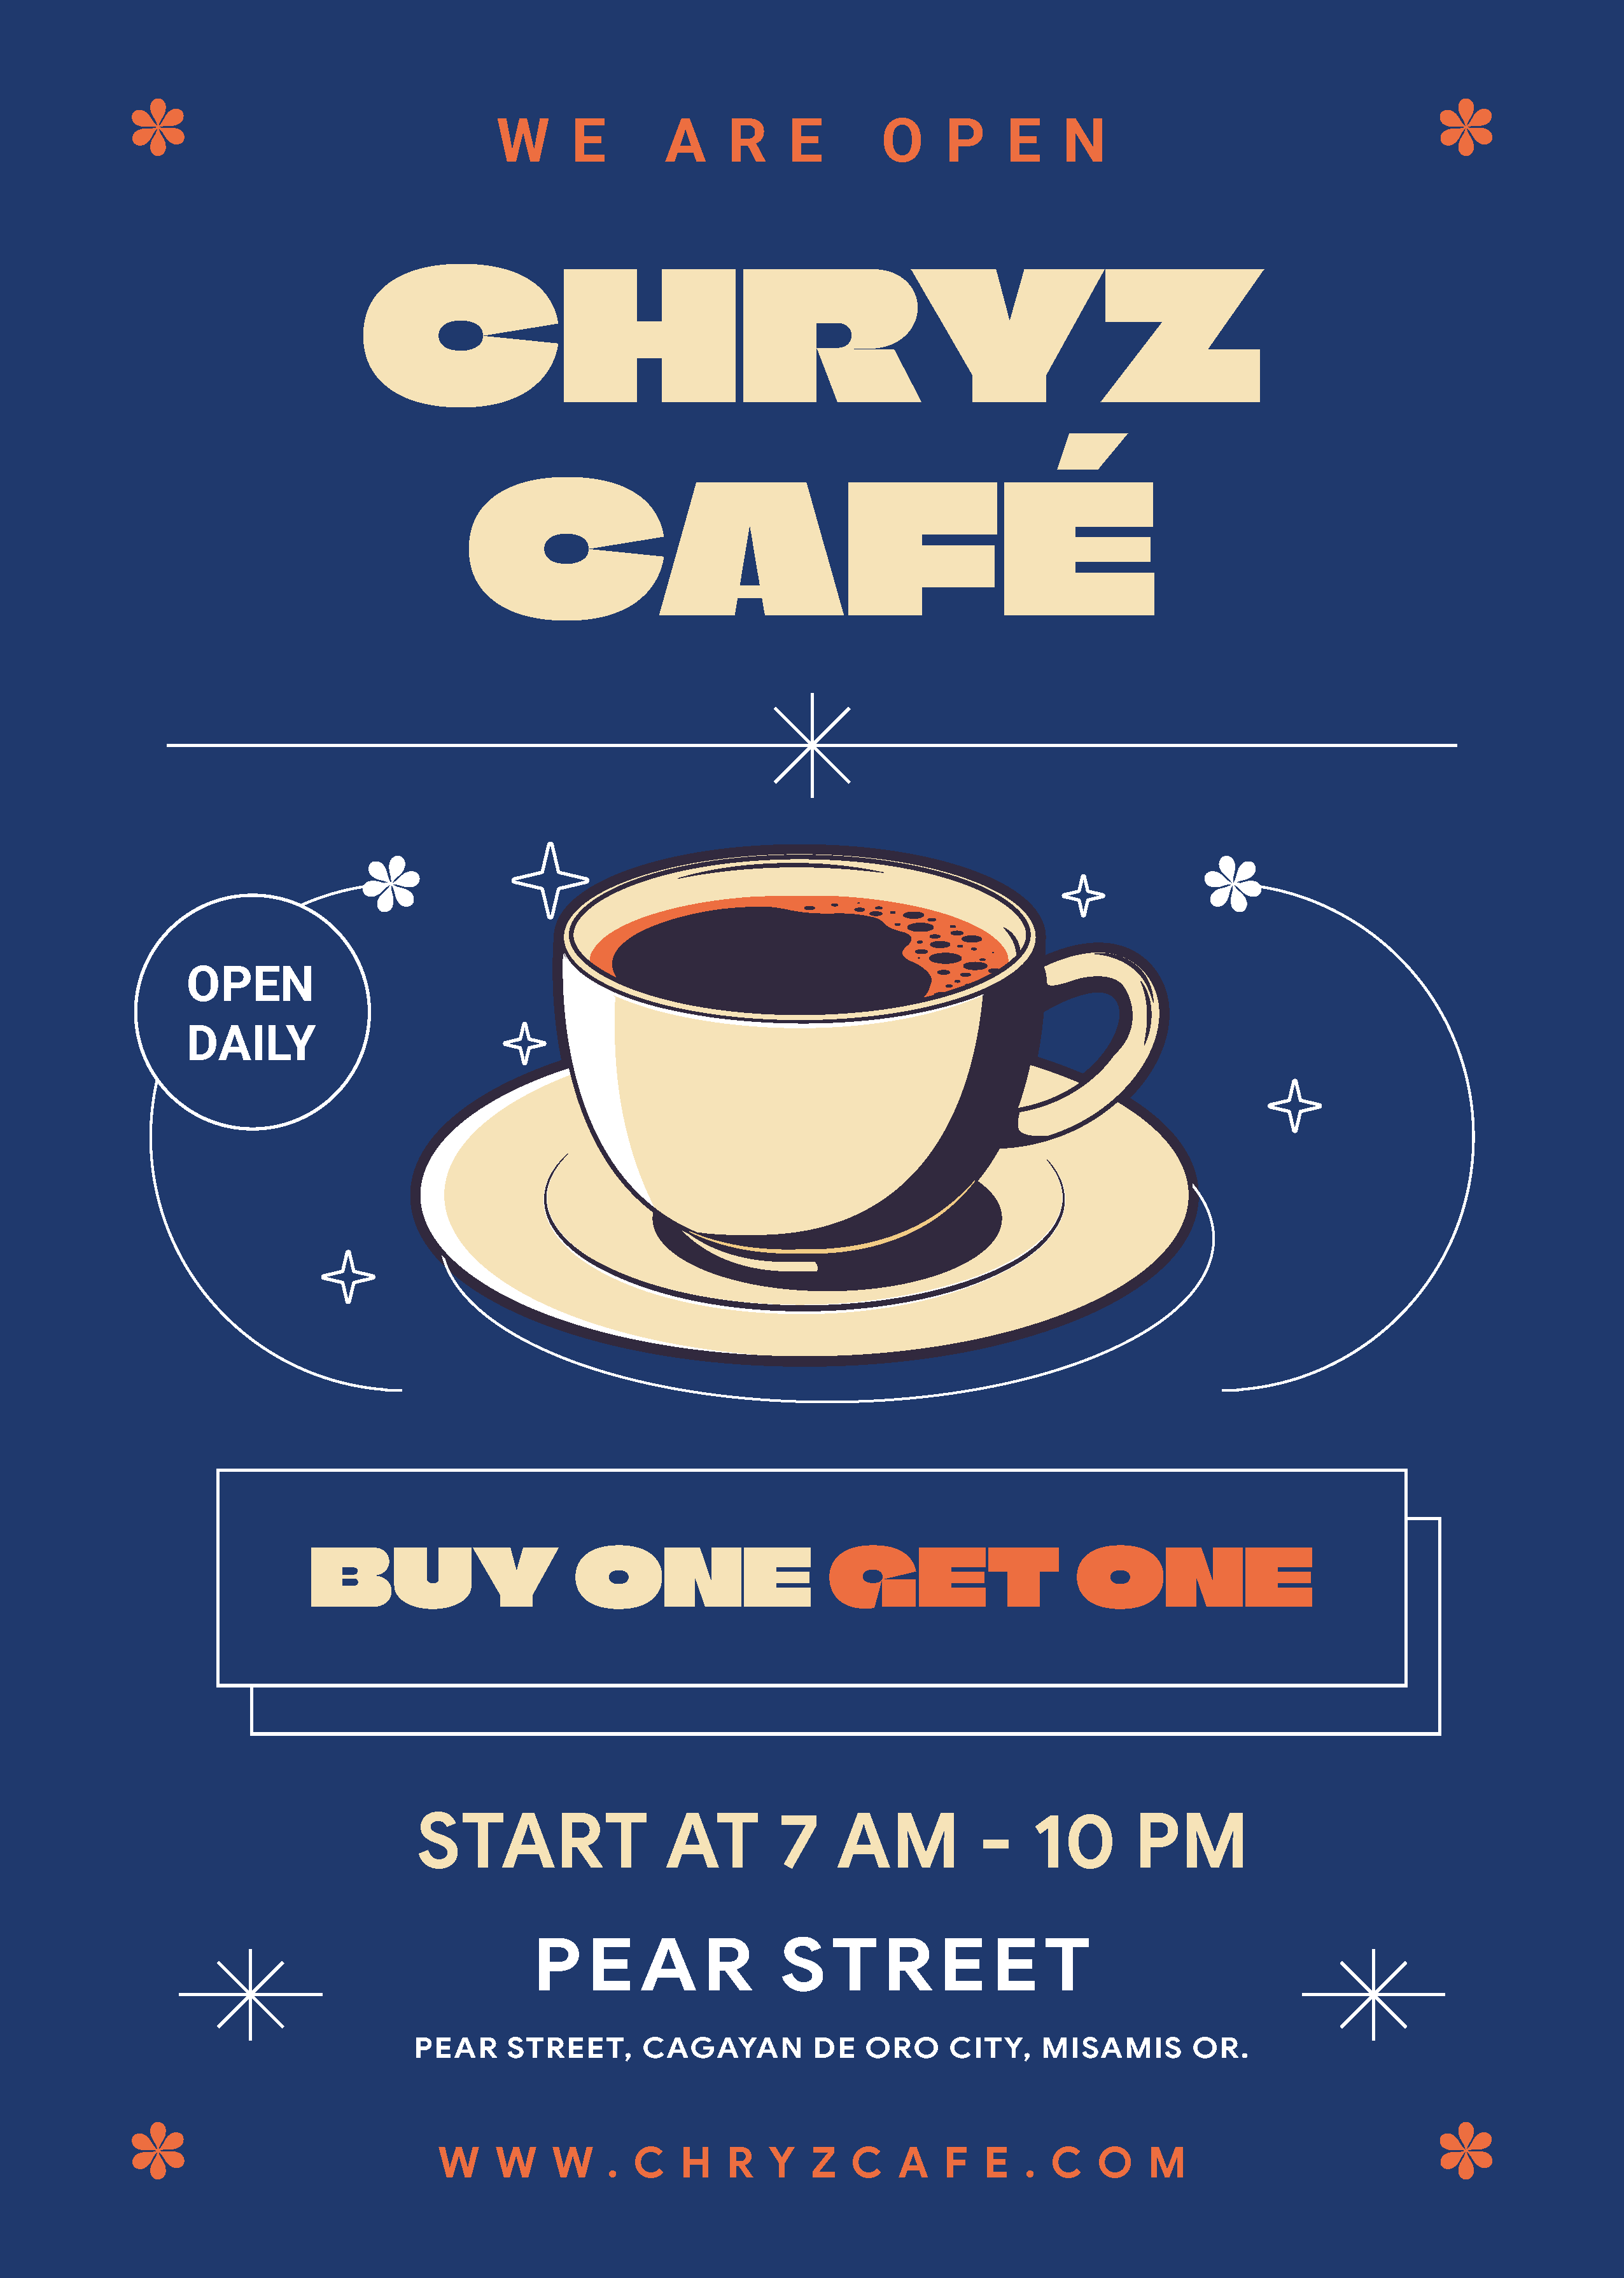 WE ARE OPEN
CHRYZ
CAFÉ
OPEN
DAILY
BUY ONE GET ONE
START AT 7 AM - 10 PM
PEAR STREET
PEAR STREET, CAGAYAN DE ORO CITY, MISAMIS OR.
WWW.CHRYZCAFE.COM